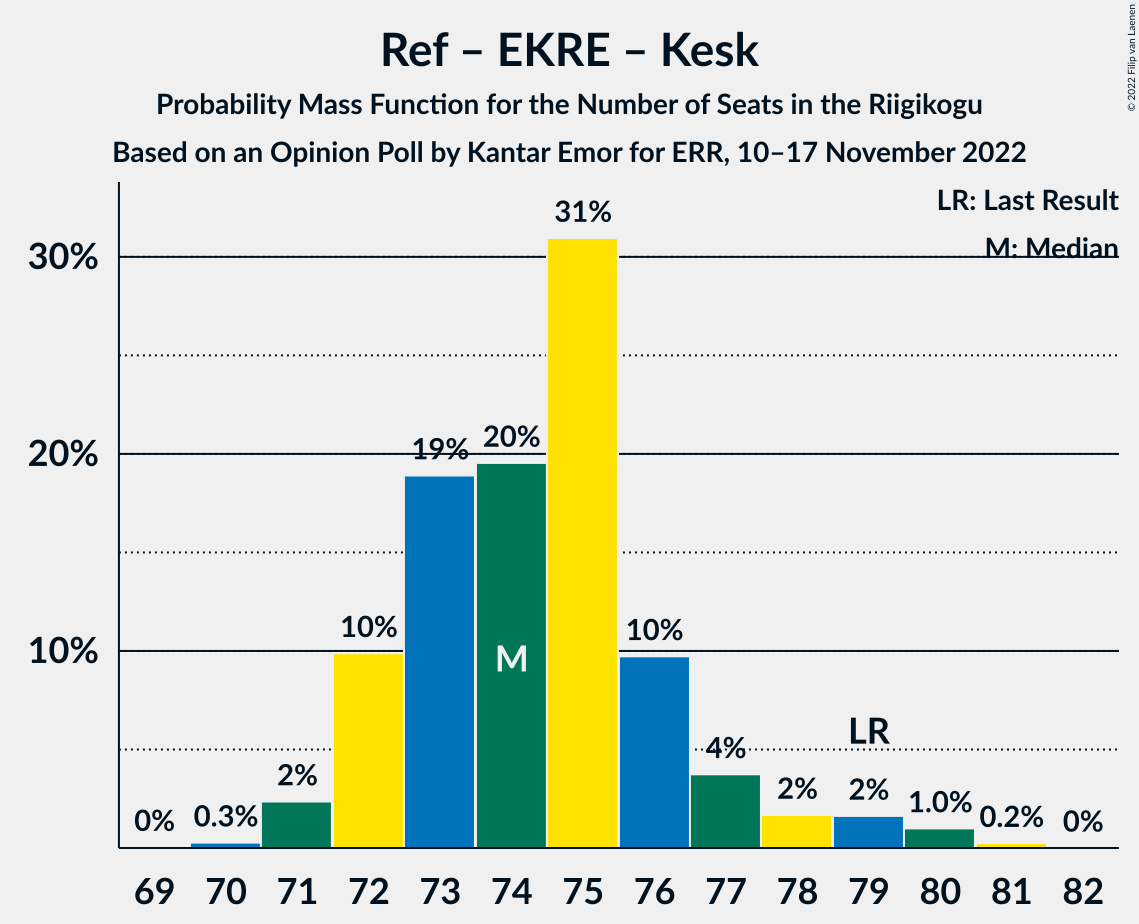 Ref – EKRE – Kesk
Probability Mass Function for the Number of Seats in the Riigikogu
Based on an Opinion Poll by Kantar Emor for ERR, 10–17 November 2022
© 2022 Filip van Laenen
LR: Last Result
M: Median
30%
20%
10%
0%
0.3%
2%
10%
19%
20%
31%
10%
4%
2%
2%
1.0%
0.2%
0%
M
LR
69 70 71 72 73 74 75 76 77 78 79 80 81 82